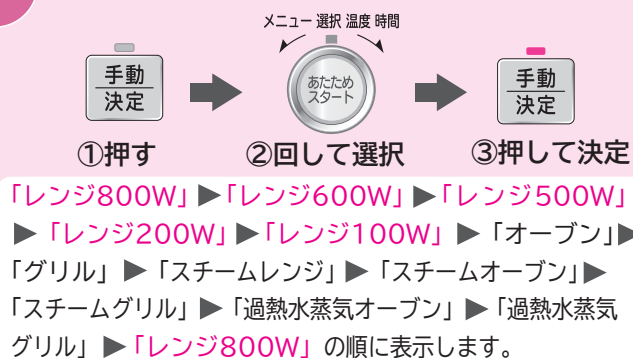 メニュー 選択 温度 時間
手動
決定
あたため
スタート
手動
決定
①押す
②回して選択
③押して決定
「レンジ800W」▶「レンジ600W」▶「レンジ500W」
▶「レンジ200W」▶「レンジ100W」▶「オーブン」▶
「グリル」▶「スチームレンジ」▶「スチームオーブン」▶
「スチームグリル」▶「過熱水蒸気オーブン」▶「過熱水蒸気
グリル」▶「レンジ800W」の順に表示します。